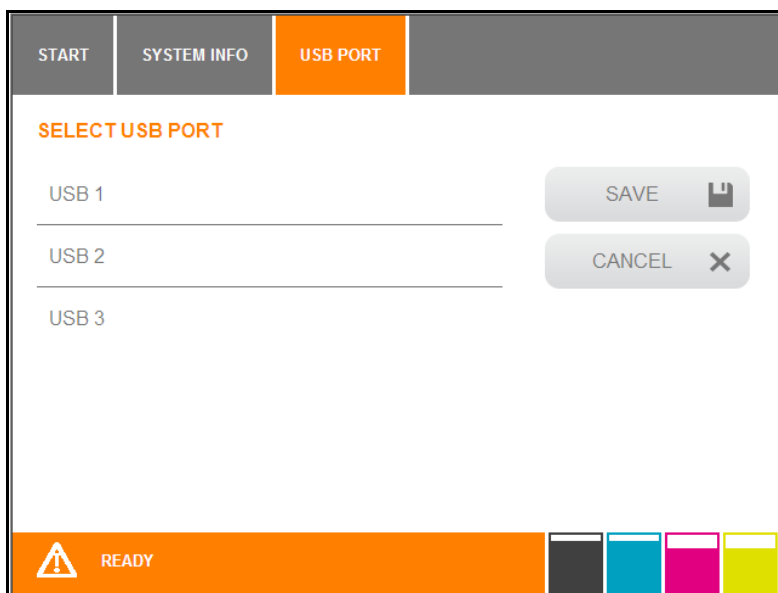 START SYSTEM INFO USB PORT
SELECT USB PORT
USB 1
SAVE
USB 2
CANCEL
USB 3
READY